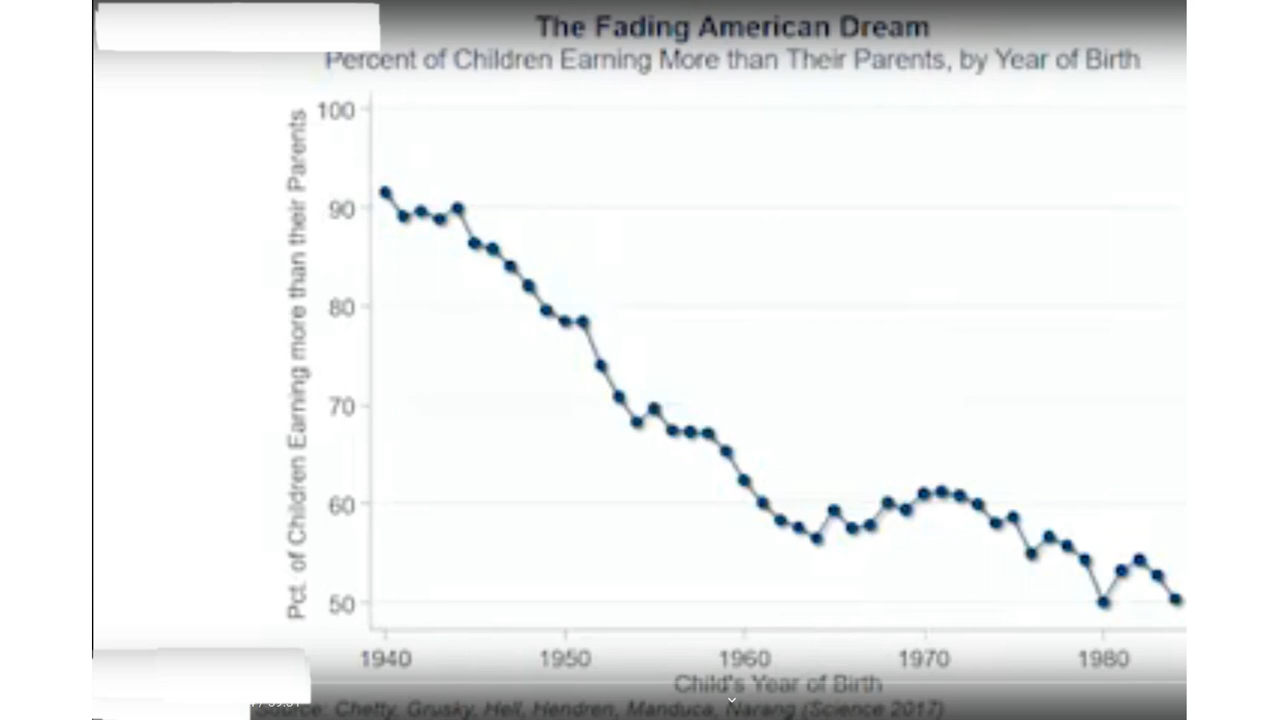 The Fading American Dream
Percent of Children Earning More than Their Parents, by Year of Birth
Pct. of Children Earning more than their Parents
100
90
80
70
60
50
1940
1950
1960
1970
1980
Child's Year of Birth
Source: Chetty, Grusky, Hell, Hendren, Manduca, Narang (Science 2017)